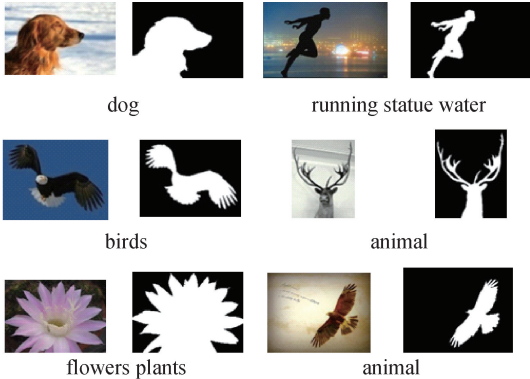 dog
running statue water
birds
animal
flowers plants
animal